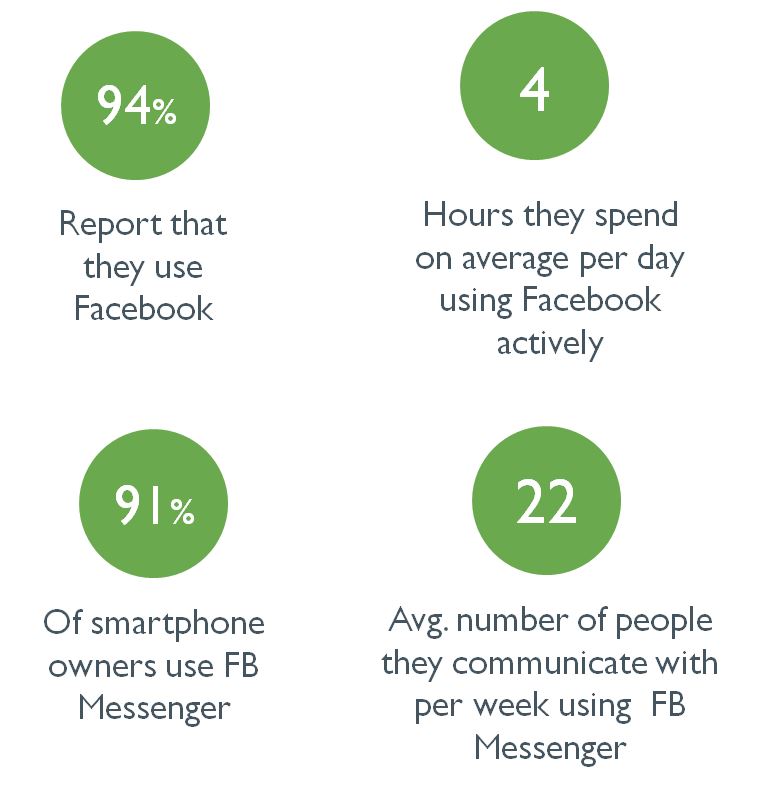 94%
Report that
they use
Facebook
4
Hours they spend
on average per day
using Facebook
actively
91%
Of smartphone
owners use FB
Messenger
22
Avg. number of people
they communicate with
per week using  FB
Messenger